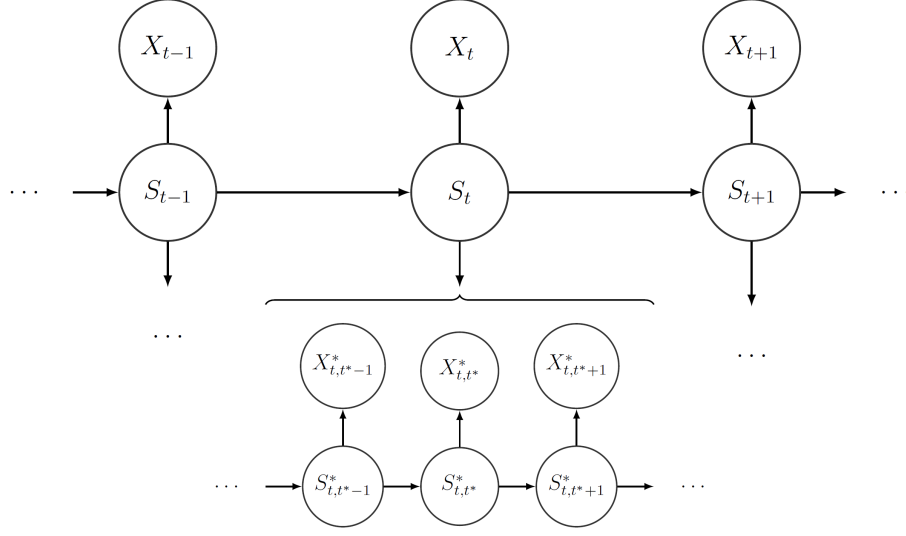 X_{t−1} X_t X_{t+1}
· · · S_{t−1} S_t S_{t+1} · ·
· · · · · ·
X^*_{t,t^*−1} X^*_{t,t^*} X^*_{t,t^*+1}
· · · S^*_{t,t^*−1} S^*_{t,t^*} S^*_{t,t^*+1} · · ·